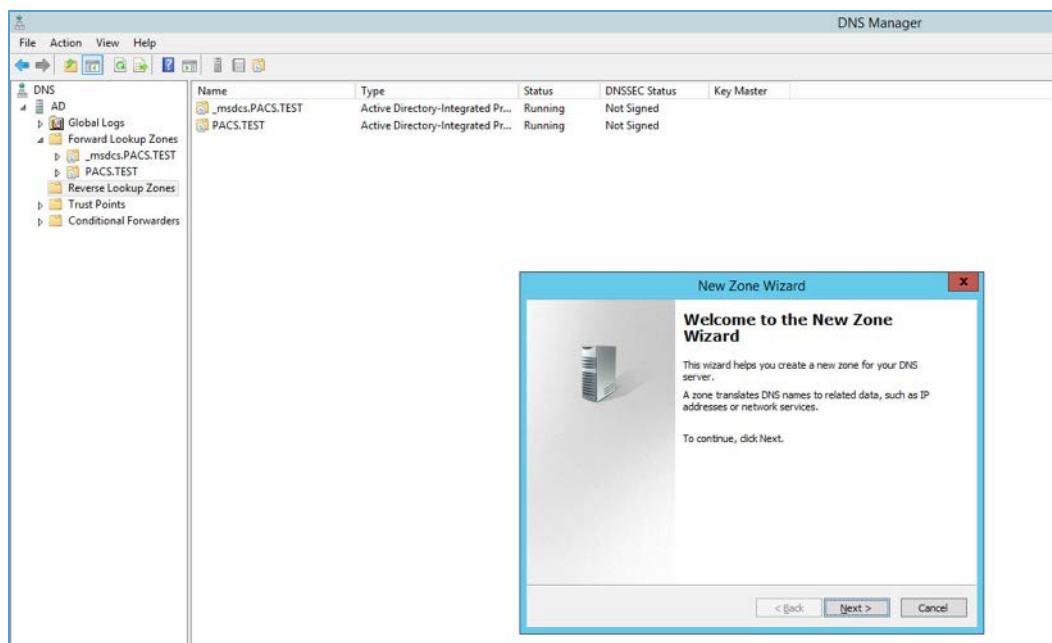 DNS Manager
File Action View Help
DNS
AD
Global Logs
Forward Lookup Zones
_msdcs.PACS.TEST
PACS.TEST
Reverse Lookup Zones
Trust Points
Conditional Forwarders
Name Type Status DNSSEC Status Key Master
_msdcs.PACS.TEST Active Directory-Integrated Pr... Running Not Signed
PACS.TEST Active Directory-Integrated Pr... Running Not Signed
New Zone Wizard
x
Welcome to the New Zone
Wizard
This wizard helps you create a new zone for your DNS
server.
A zone translates DNS names to related data, such as IP
addresses or network services.
To continue, click Next.
< Back Next > Cancel